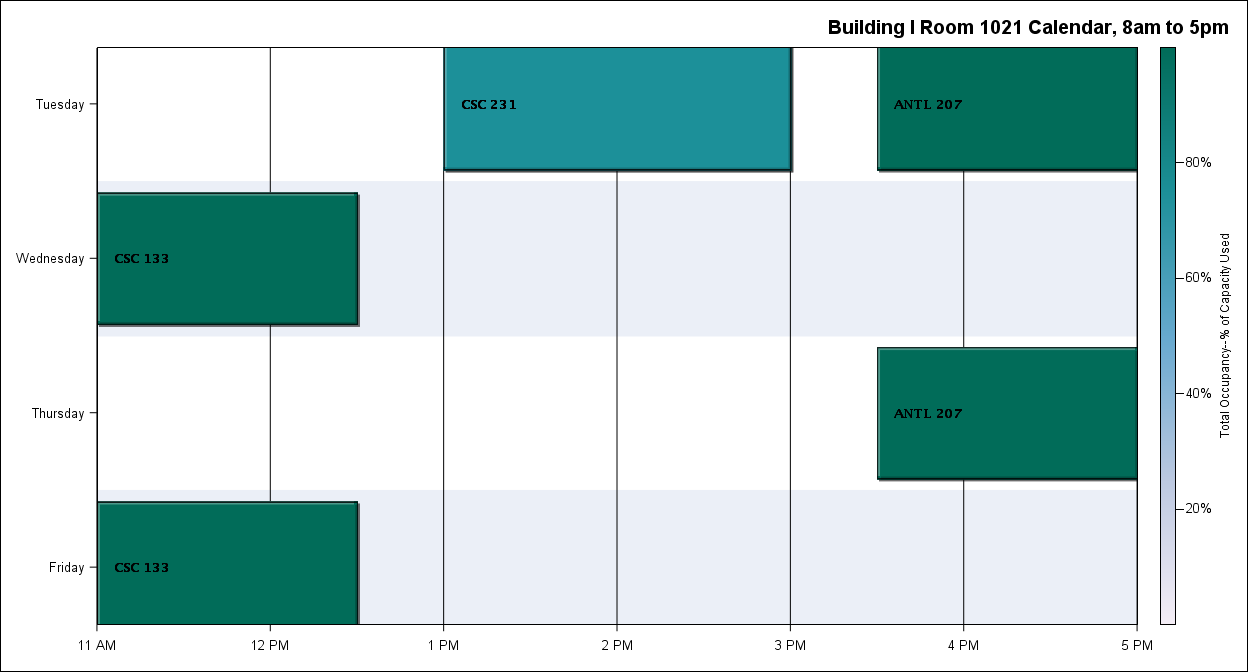 Building I Room 1021 Calendar, 8am to 5pm
Tuesday
CSC 231
ANTL 207
Wednesday
CSC 133
Thursday
ANTL 207
Friday
CSC 133
11 AM
12 PM
1 PM
2 PM
3 PM
4 PM
5 PM
80%
60%
40%
20%
Total Occupancy--% of Capacity Used